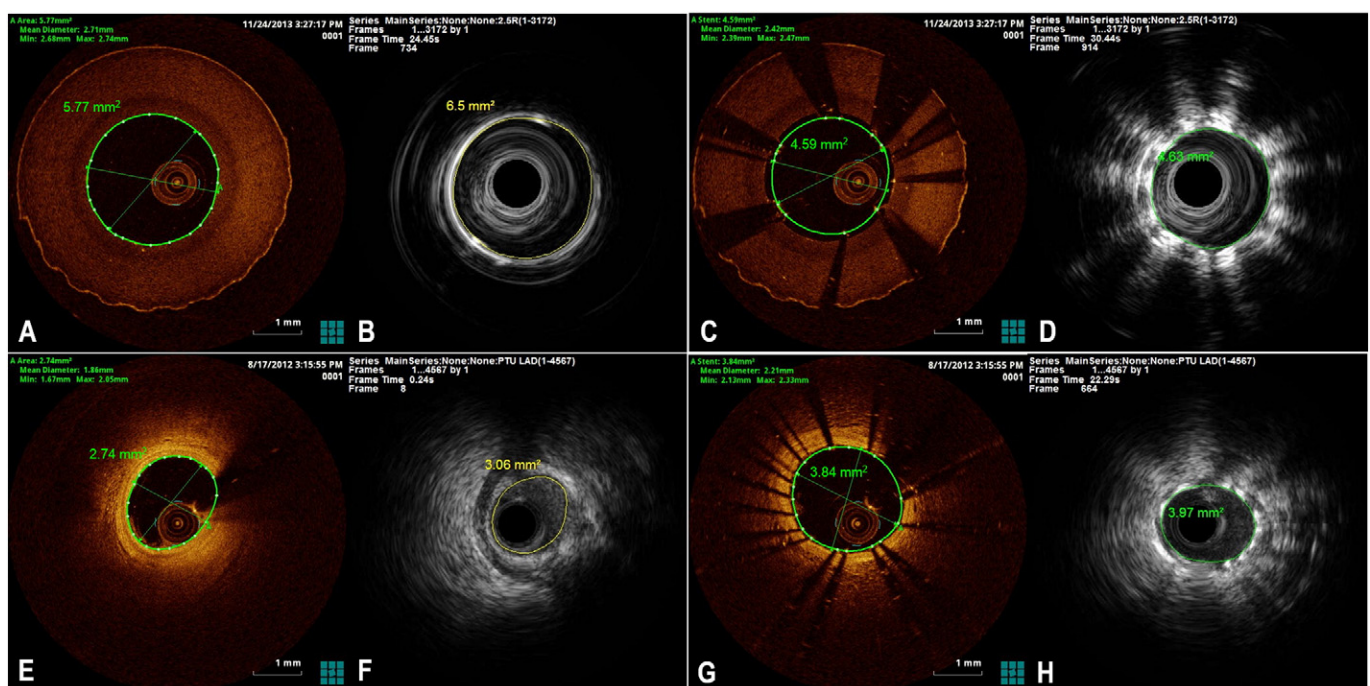 A Area: 5.77mm²
Mean Diameter: 2.71mm
Min: 2.68mm Max: 2.74mm
11/24/2013 3:27:17 PM
0001
5.77 mm²
1 mm
A
Series MainSeries:None:None:2.5R(1-3172)
Frames 1...3172 by 1
Frame Time 24.45s
Frame 734
6.5 mm²
B
A Stent: 4.59mm²
Mean Diameter: 2.42mm
Min: 2.39mm Max: 2.47mm
11/24/2013 3:27:17 PM
0001
4.59 mm²
1 mm
C
Series MainSeries:None:None:2.5R(1-3172)
Frames 1...3172 by 1
Frame Time 30.44s
Frame 914
4.63 mm²
D
A Area: 2.74mm²
Mean Diameter: 1.86mm
Min: 1.67mm Max: 2.05mm
8/17/2012 3:15:55 PM
0001
2.74 mm²
1 mm
E
Series MainSeries:None:None:PTU LAD(1-4567)
Frames 1...4567 by 1
Frame Time 0.24s
Frame 8
3.06 mm²
F
A Stent: 3.84mm²
Mean Diameter: 2.21mm
Min: 2.13mm Max: 2.33mm
8/17/2012 3:15:55 PM
0001
3.84 mm²
1 mm
G
Series MainSeries:None:None:PTU LAD(1-4567)
Frames 1...4567 by 1
Frame Time 22.29s
Frame 664
3.97 mm²
H